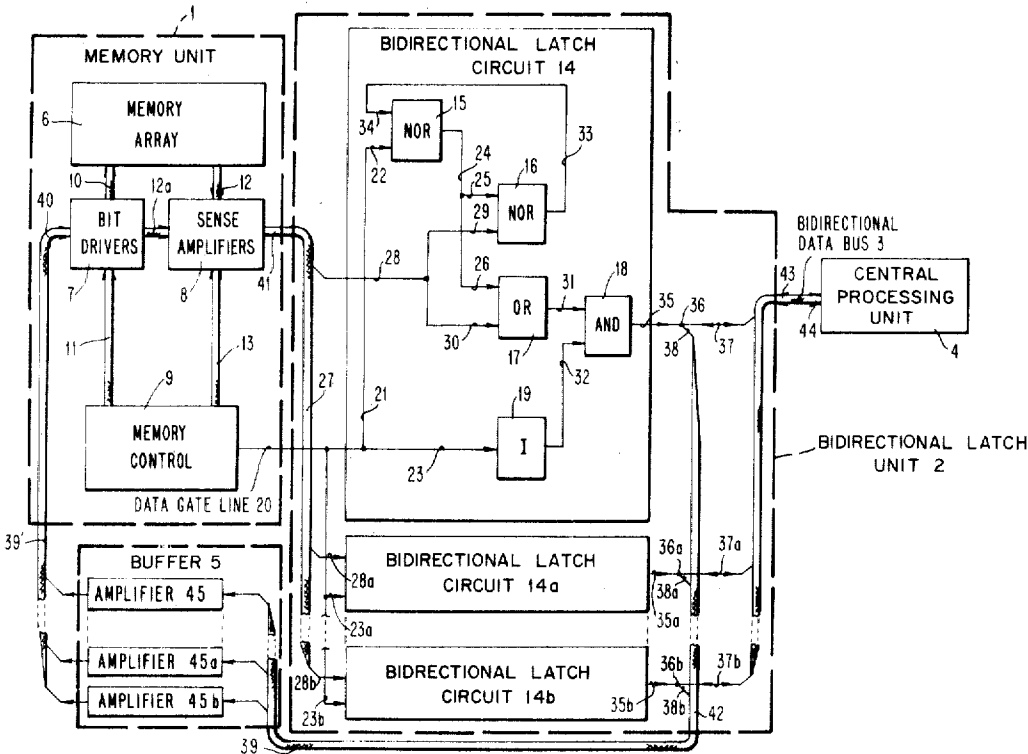 1
MEMORY UNIT
6
MEMORY
ARRAY
10
12a
12
40
BIT
DRIVERS
SENSE
AMPLIFIERS
7
8
41
11
13
9
MEMORY
CONTROL
DATA GATE LINE 20
39'
BUFFER 5
AMPLIFIER 45
AMPLIFIER 45a
AMPLIFIER 45b
39
BIDIRECTIONAL LATCH
CIRCUIT 14
34
22
NOR
15
33
24
25
16
NOR
29
28
26
OR
31
30
17
18
AND
35
36
38
37
32
27
21
19
I
23
BIDIRECTIONAL
DATA BUS 3
43
44
CENTRAL
PROCESSING
UNIT
4
BIDIRECTIONAL LATCH
UNIT 2
28a
23a
BIDIRECTIONAL LATCH
CIRCUIT 14a
36a
37a
38a
35a
28b
23b
BIDIRECTIONAL LATCH
CIRCUIT 14b
36b
37b
35b
38b
42